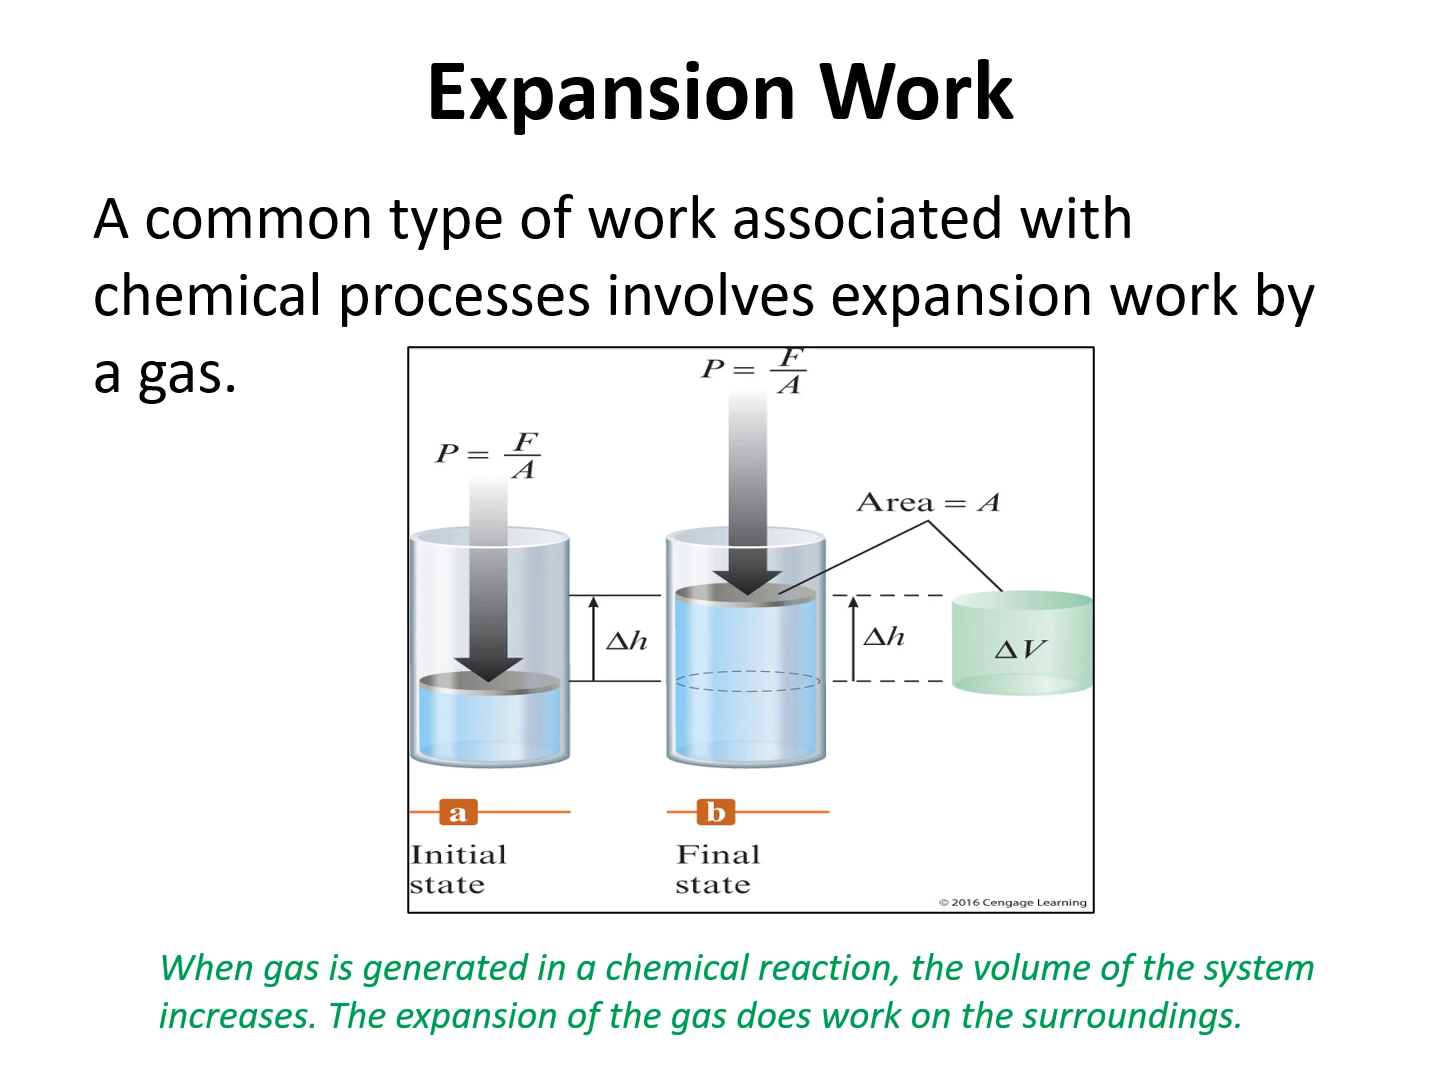 Expansion Work
A common type of work associated with
chemical processes involves expansion work by
a gas.
P = F/A
P = F/A
Area = A
Δh
Δh
ΔV
a
b
Initial
state
Final
state
© 2016 Cengage Learning
When gas is generated in a chemical reaction, the volume of the system
increases. The expansion of the gas does work on the surroundings.